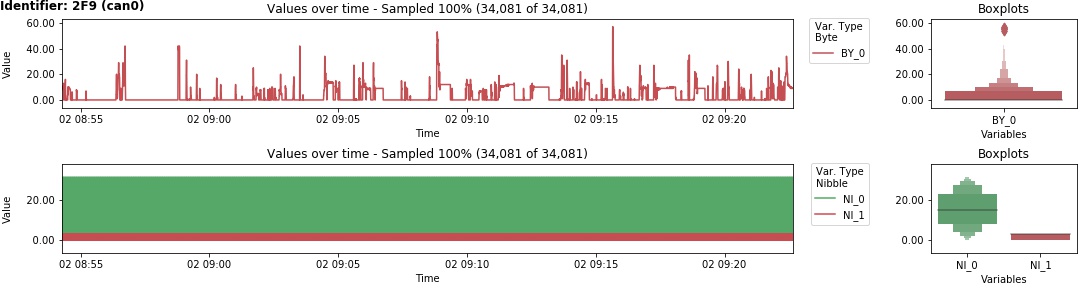 Identifier: 2F9 (can0)
Values over time - Sampled 100% (34,081 of 34,081)
Boxplots
60.00
40.00
20.00
0.00
Value
02 08:55
02 09:00
02 09:05
02 09:10
02 09:15
02 09:20
Time
Var. Type
Byte
BY_0
60.00
40.00
20.00
0.00
BY_0
Variables
Values over time - Sampled 100% (34,081 of 34,081)
Boxplots
20.00
0.00
Value
02 08:55
02 09:00
02 09:05
02 09:10
02 09:15
02 09:20
Time
Var. Type
Nibble
NI_0
NI_1
20.00
0.00
NI_0
NI_1
Variables